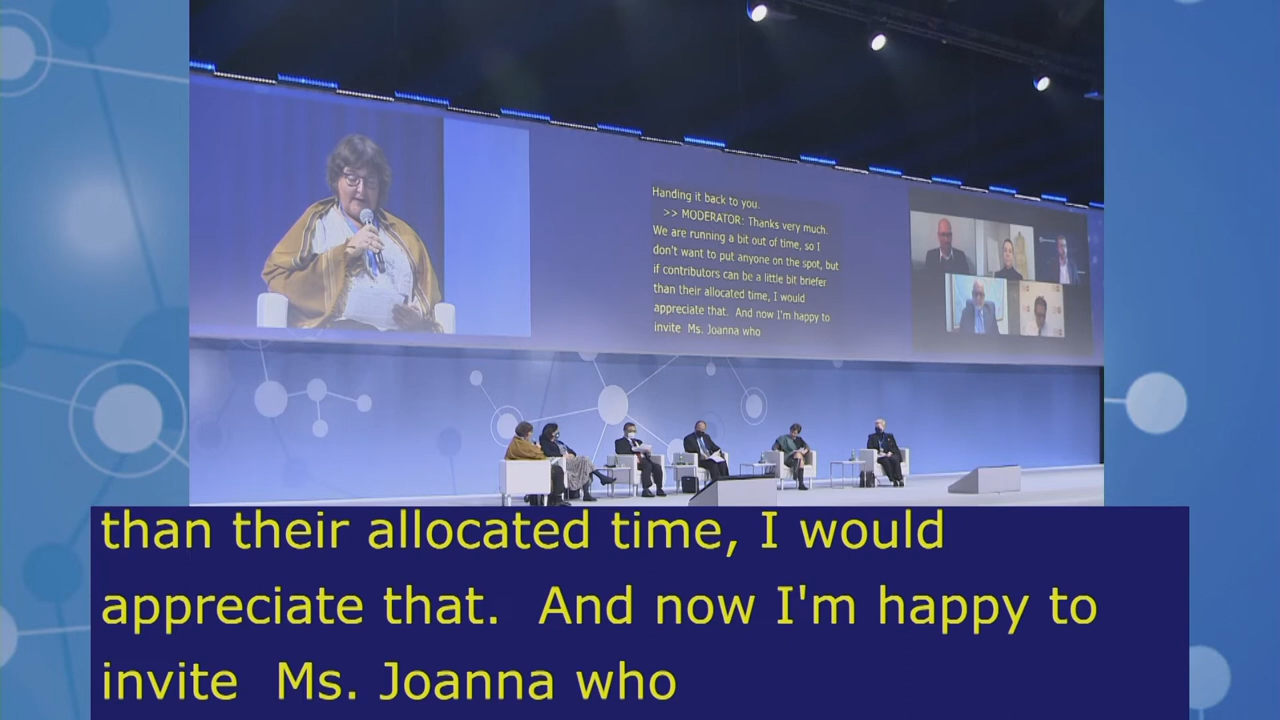 Handing it back to you.
>> MODERATOR: Thanks very much.
We are running a bit out of time, so I
don't want to put anyone on the spot, but
if contributors can be a little bit briefer
than their allocated time, I would
appreciate that.  And now I'm happy to
invite  Ms. Joanna who
than their allocated time, I would
appreciate that.  And now I'm happy to
invite  Ms. Joanna who